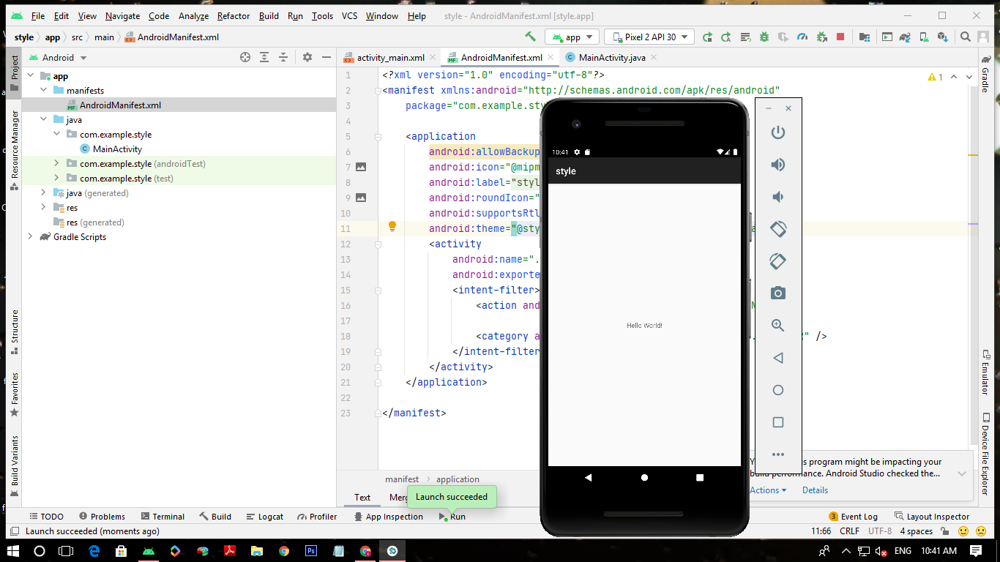 File Edit View Navigate Code Analyze Refactor Build Run Tools VCS Window Help style - AndroidManifest.xml [style.app]
style app src main AndroidManifest.xml app Pixel 2 API 30
Project
Resource Manager
Structure
Favorites
Build Variants
Android
app
manifests
AndroidManifest.xml
java
com.example.style
MainActivity
com.example.style (androidTest)
com.example.style (test)
java (generated)
res
res (generated)
Gradle Scripts
activity_main.xml AndroidManifest.xml MainActivity.java
1 <?xml version="1.0" encoding="utf-8"?>
2 <manifest xmlns:android="http://schemas.android.com/apk/res/android"
3 package="com.example.sty
4
5 <application
6 android:allowBackup
7 android:icon="@mipm
8 android:label="styl
9 android:roundIcon="
10 android:supportsRtl
11 android:theme="@sty
12 <activity
13 android:name=".
14 android:exporte
15 <intent-filter>
16 <action and
17
18 <category a " />
19 </intent-filter
20 </activity>
21 </application>
22
23 </manifest>
1
10:41
style
Hello World!
Gradle
Emulator
Device File Explorer
s program might be impacting your
build performance. Android Studio checked the...
Actions Details
manifest application
Text Merg
Launch succeeded
TODO Problems Terminal Build Logcat Profiler App Inspection Run 3 Event Log Layout Inspector
Launch succeeded (moments ago) 11:66 CRLF UTF-8 4 spaces
Ps ENG 10:41 AM